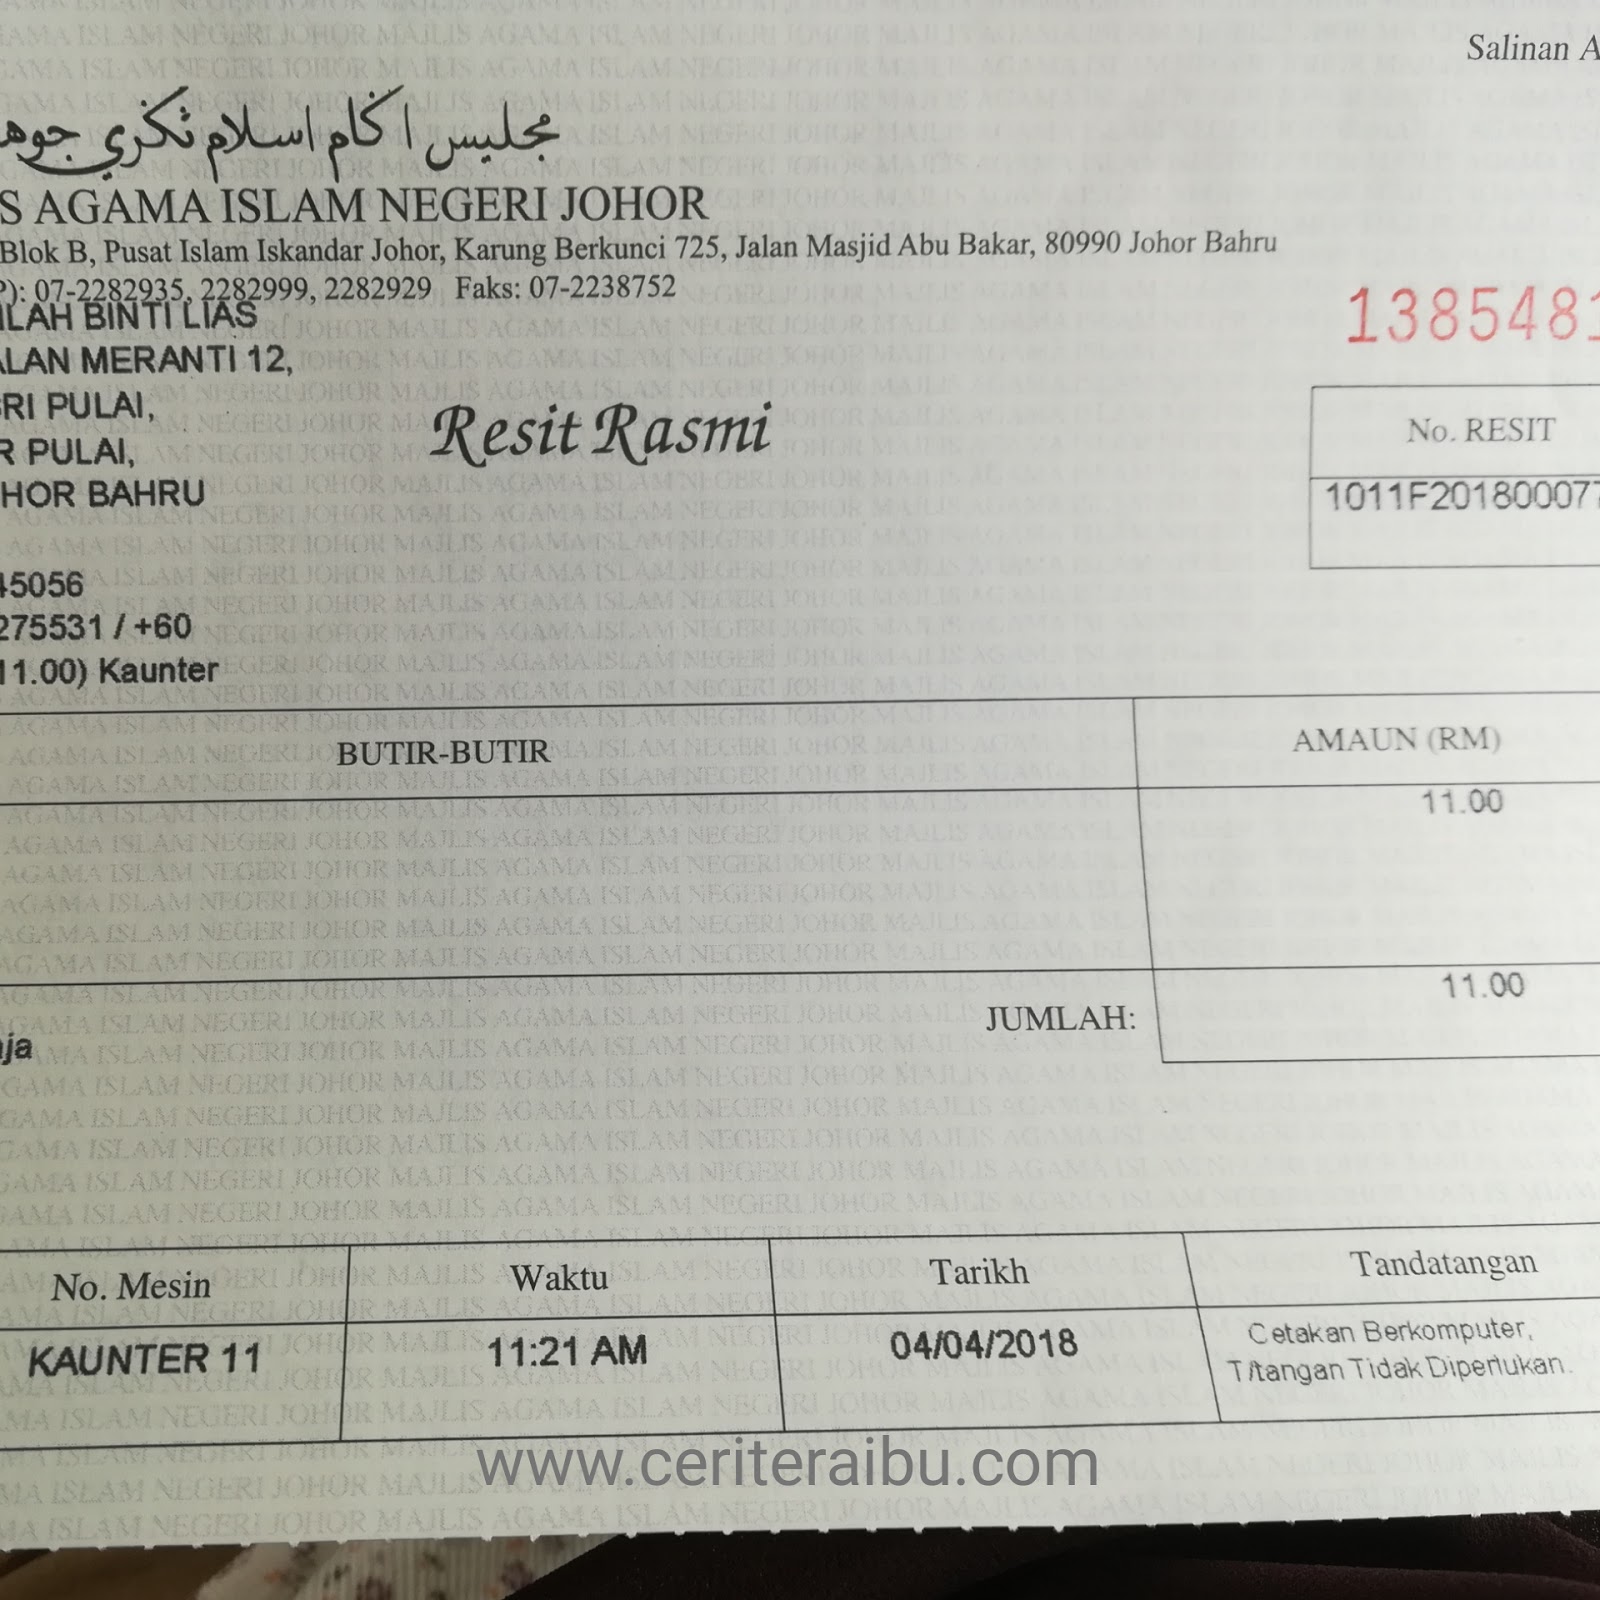 Salinan A
مجليس اݢام اسلام نݢري جوه
S AGAMA ISLAM NEGERI JOHOR
Blok B, Pusat Islam Iskandar Johor, Karung Berkunci 725, Jalan Masjid Abu Bakar, 80990 Johor Bahru
P): 07-2282935, 2282999, 2282929 Faks: 07-2238752
ILAH BINTI LIAS
ALAN MERANTI 12,
RI PULAI,
R PULAI,
HOR BAHRU
1385481
Resit Rasmi
No. RESIT
1011F201800077
45056
275531 / +60
11.00) Kaunter
BUTIR-BUTIR AMAUN (RM)
11.00
JUMLAH: 11.00
ja
No. Mesin Waktu Tarikh Tandatangan
KAUNTER 11 11:21 AM 04/04/2018 Cetakan Berkomputer,
T/tangan Tidak Diperlukan.
www.ceriteraibu.com